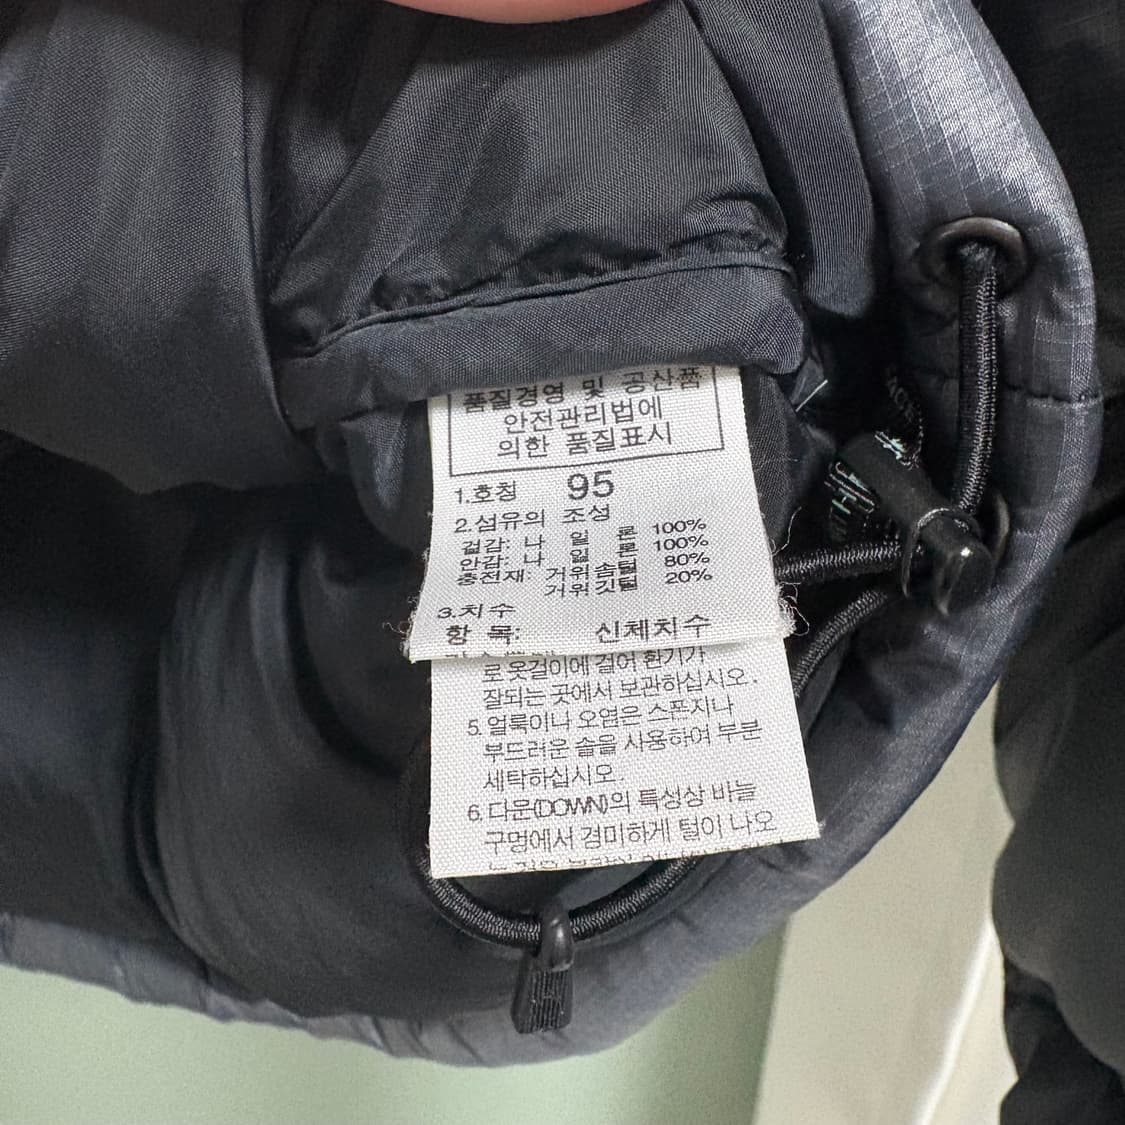 품질경영 및 공산품
안전관리법에
의한 품질표시
1.호칭 95
2.섬유의 조성
겉감: 나 일 론 100%
안감: 나 일 론 100%
충전재: 거위솜털 80%
거위깃털 20%
3.치수
항 목: 신체치수
로 옷걸이에 걸어 환기가
잘되는 곳에서 보관하십시오.
5. 얼룩이나 오염은 스폰지나
부드러운 솔을 사용하여 부분
세탁하십시오.
6. 다운(DOWN)의 특성상 바늘
구멍에서 경미하게 털이 나오